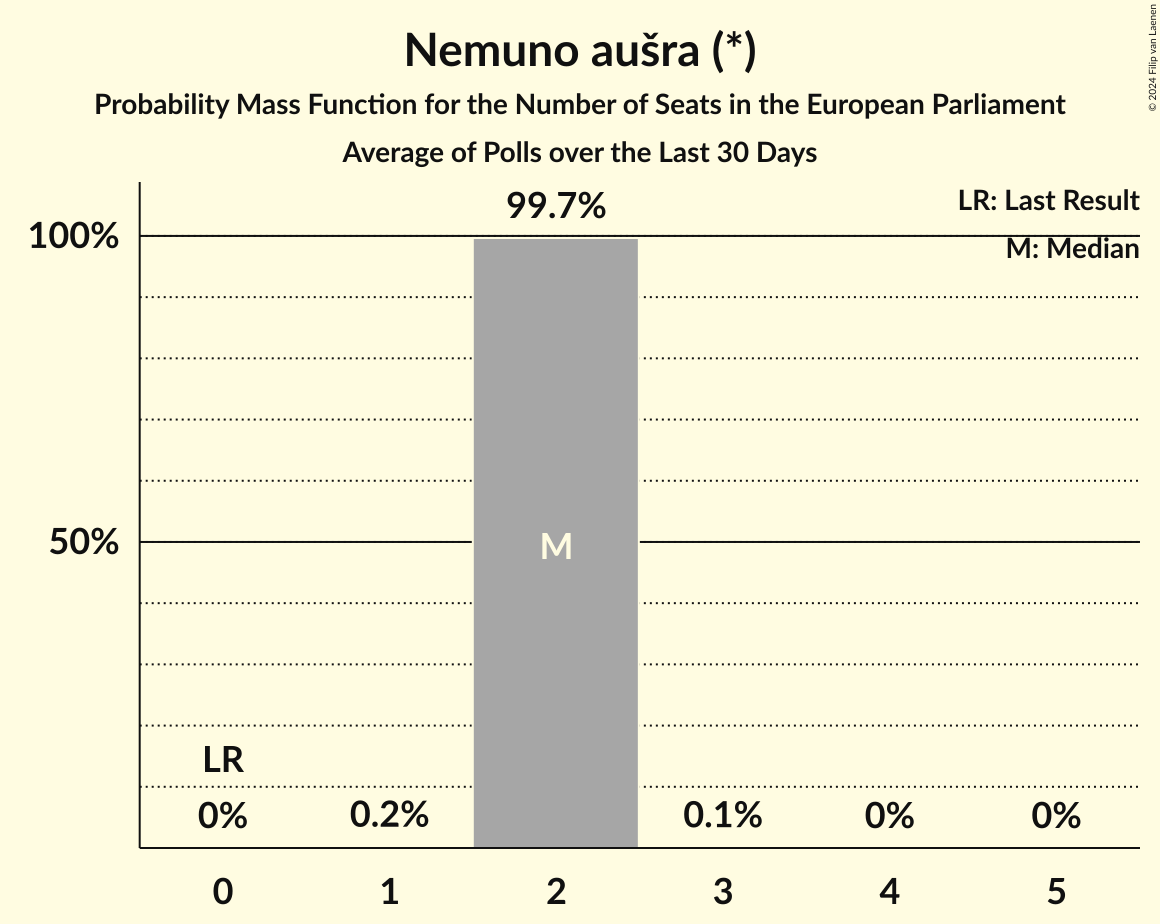 Nemuno aušra (*)
Probability Mass Function for the Number of Seats in the European Parliament
Average of Polls over the Last 30 Days
© 2024 Filip van Laenen
LR: Last Result
M: Median
99.7%
100%
50%
M
LR
0% 0.2% 0.1% 0% 0%
0 1 2 3 4 5